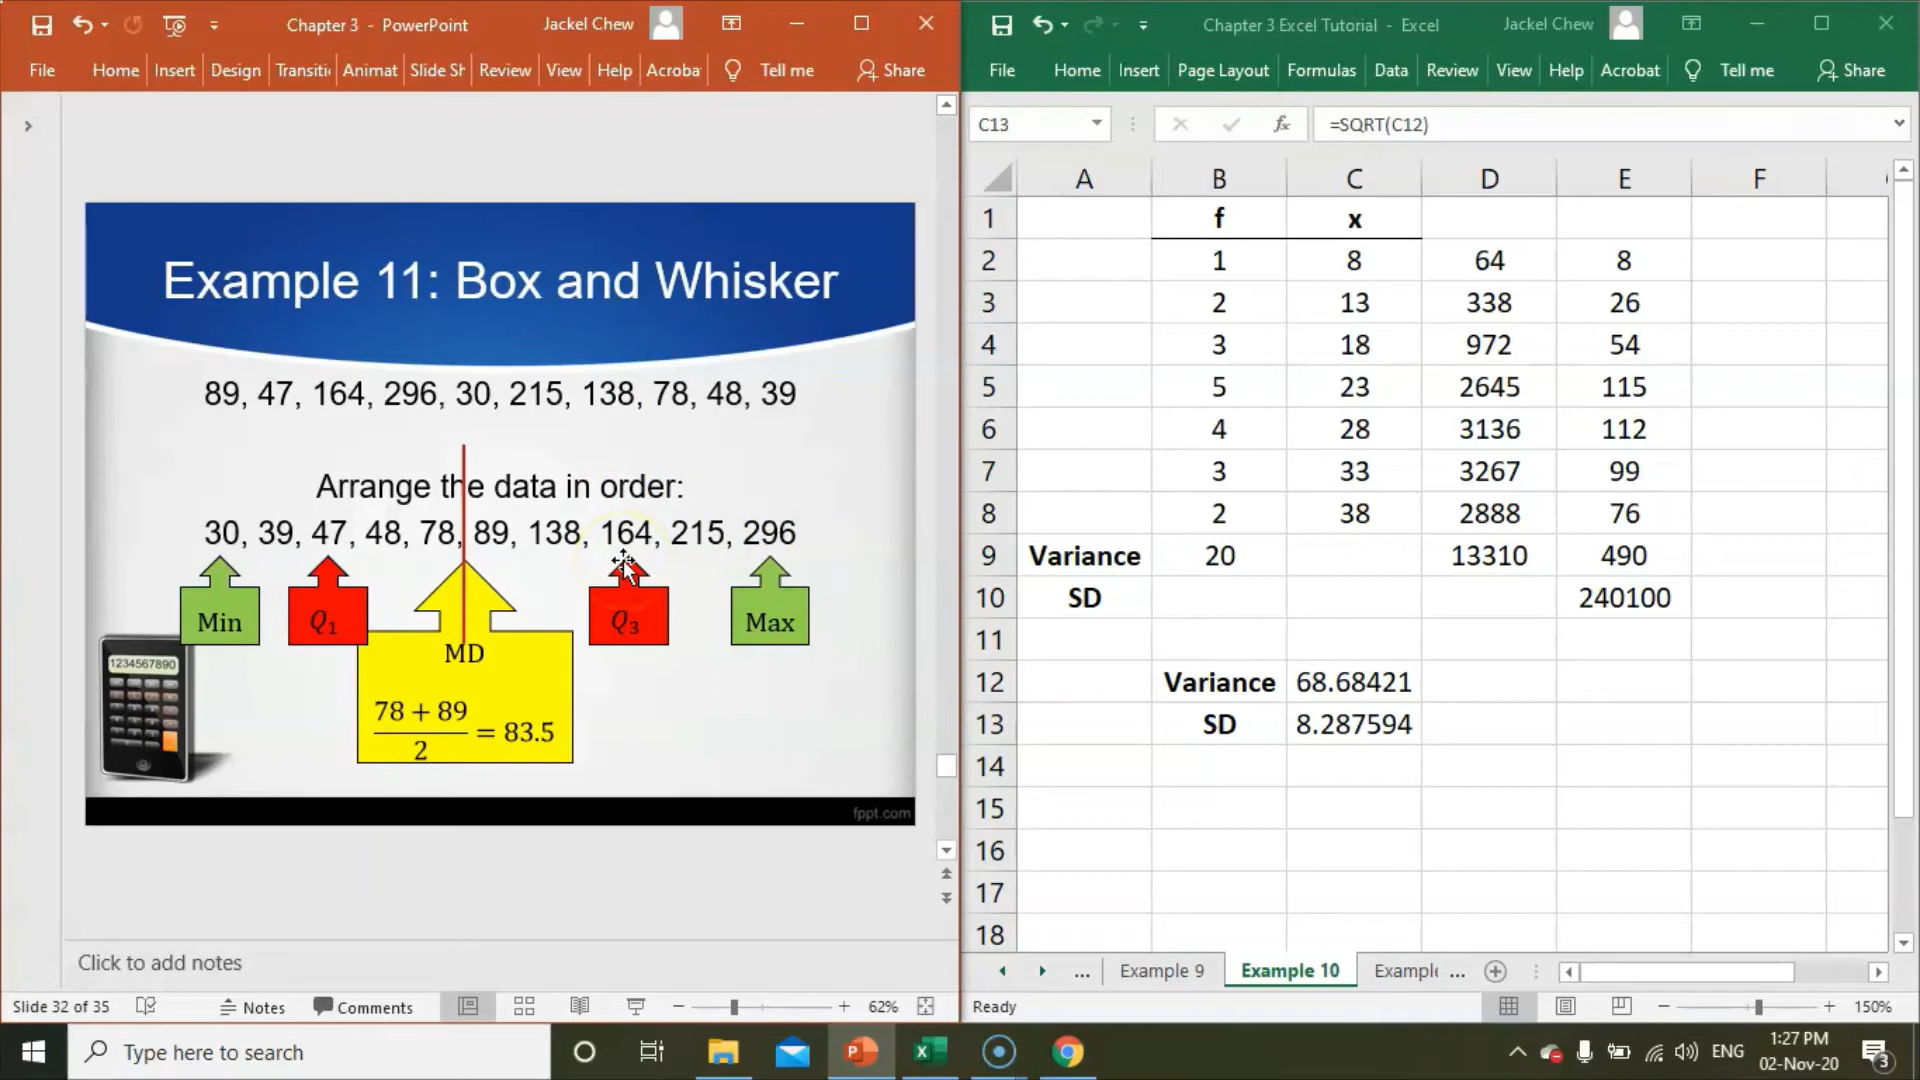 Chapter 3 - PowerPoint
Jackel Chew
File Home Insert Design Animat Slide Sh Review View Help Acroba Tell me Share
Example 11: Box and Whisker
89, 47, 164, 296, 30, 215, 138, 78, 48, 39
Arrange the data in order:
30, 39, 47, 48, 78, 89, 138, 164, 215, 296
Min Q1 Q3 Max
MD
78 + 89
2
= 83.5
1234567890
fppt.com
Click to add notes
Slide 32 of 35 Notes Comments 62%
Chapter 3 Excel Tutorial - Excel
Jackel Chew
File Home Insert Page Layout Formulas Data Review View Help Acrobat Tell me Share
C13 fx =SQRT(C12)
A B C D E F
1 f x
2 1 8 64 8
3 2 13 338 26
4 3 18 972 54
5 5 23 2645 115
6 4 28 3136 112
7 3 33 3267 99
8 2 38 2888 76
9 Variance 20 13310 490
10 SD 240100
11
12 Variance 68.68421
13 SD 8.287594
14
15
16
17
18
... Example 9 Example 10 Example ...
Ready 150%
Type here to search
ENG
1:27 PM
02-Nov-20
3